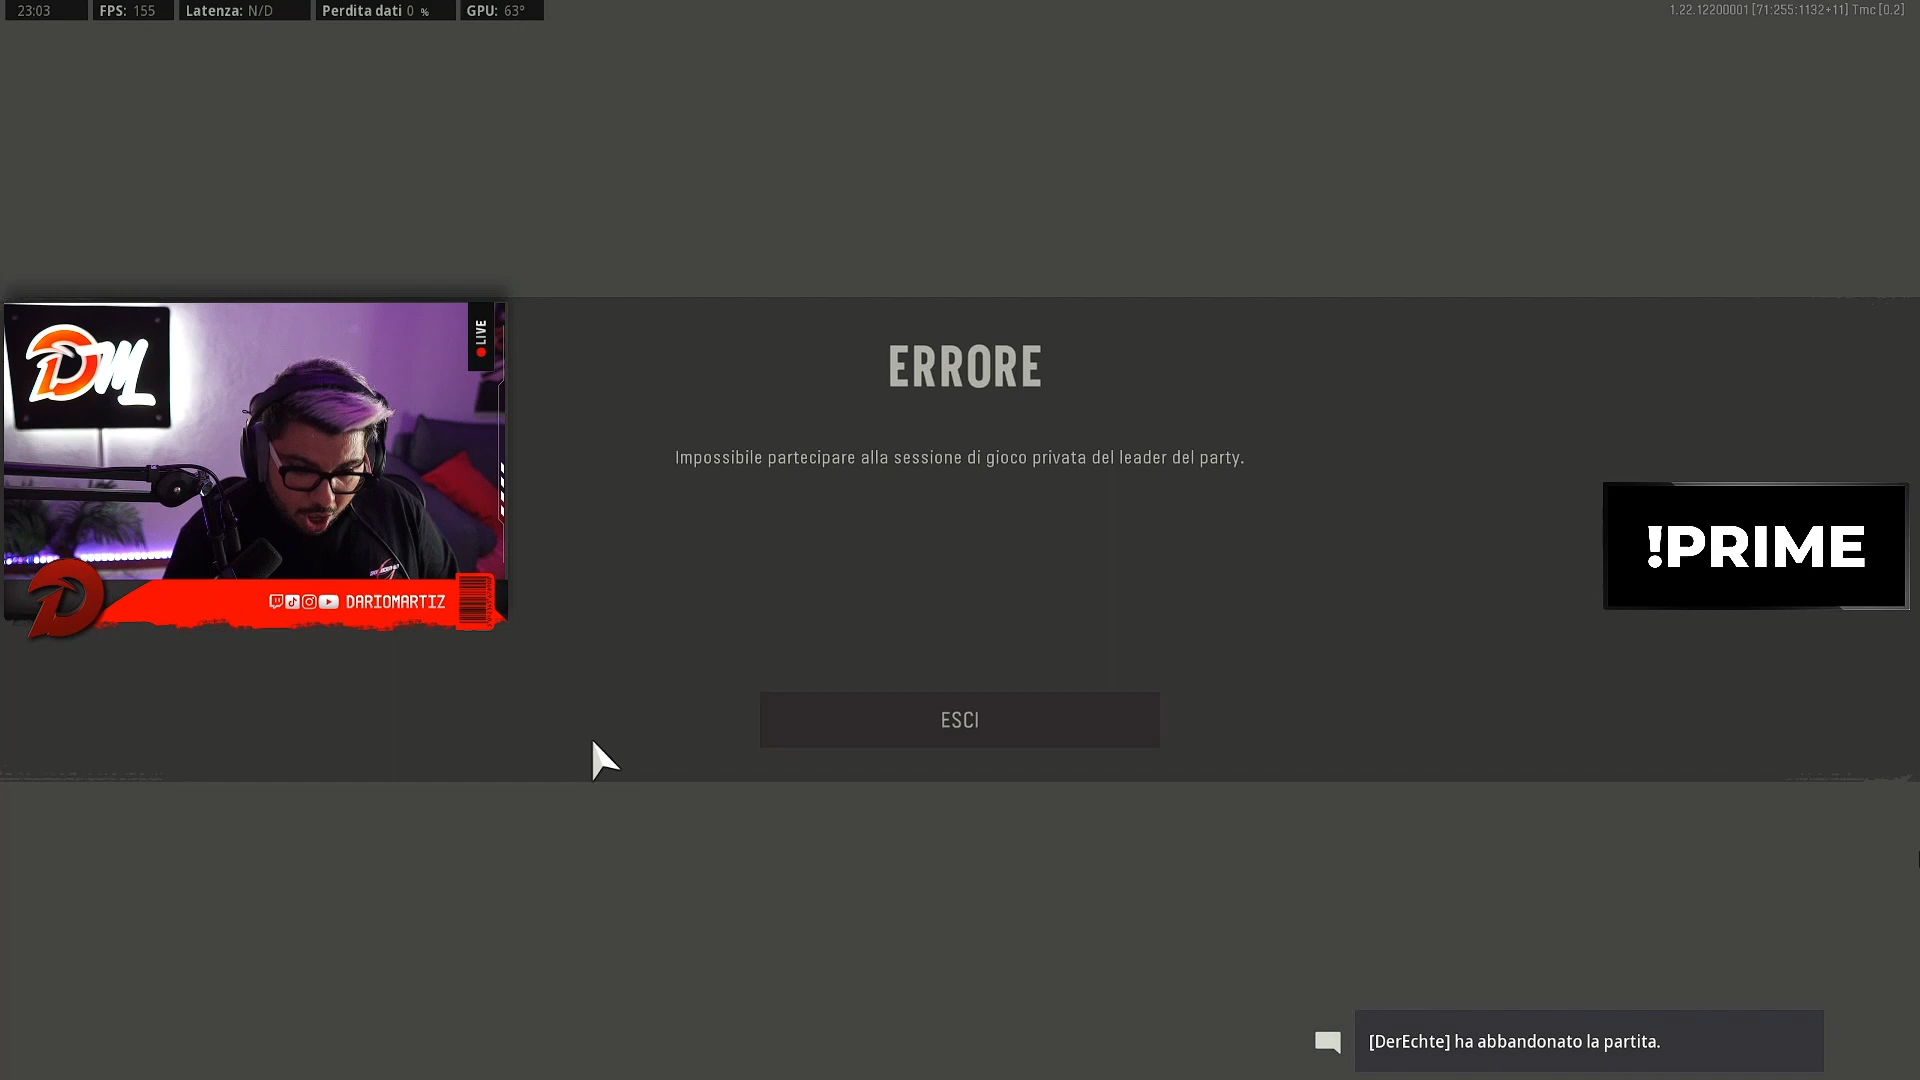 23:03 FPS: 155 Latenza: N/D Perdita dati 0 % GPU: 63°
1.22.12200001 [71:255:1132+11] Tmc [0.2]
DM
LIVE
ERRORE
Impossibile partecipare alla sessione di gioco privata del leader del party.
!PRIME
D
DARIOMARTIZ
ESCI
[DerEchte] ha abbandonato la partita.